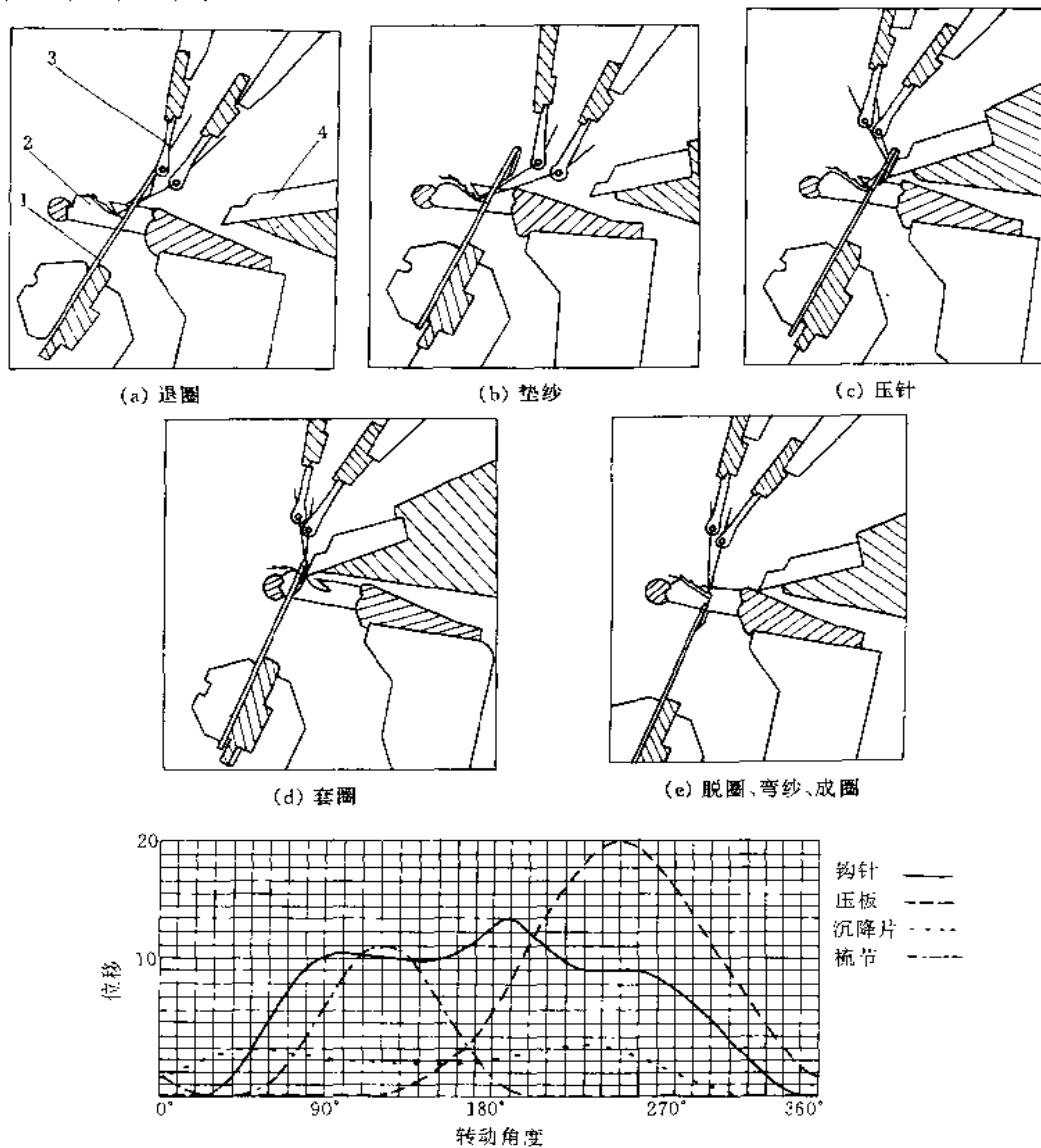 3
2
4
1
(a) 退圈
(b) 垫纱
(c) 压针
(d) 套圈
(e) 脱圈、弯纱、成圈
20
10
位移
0°
90°
180°
270°
360°
转动角度
钩针
压板
沉降片
梳节